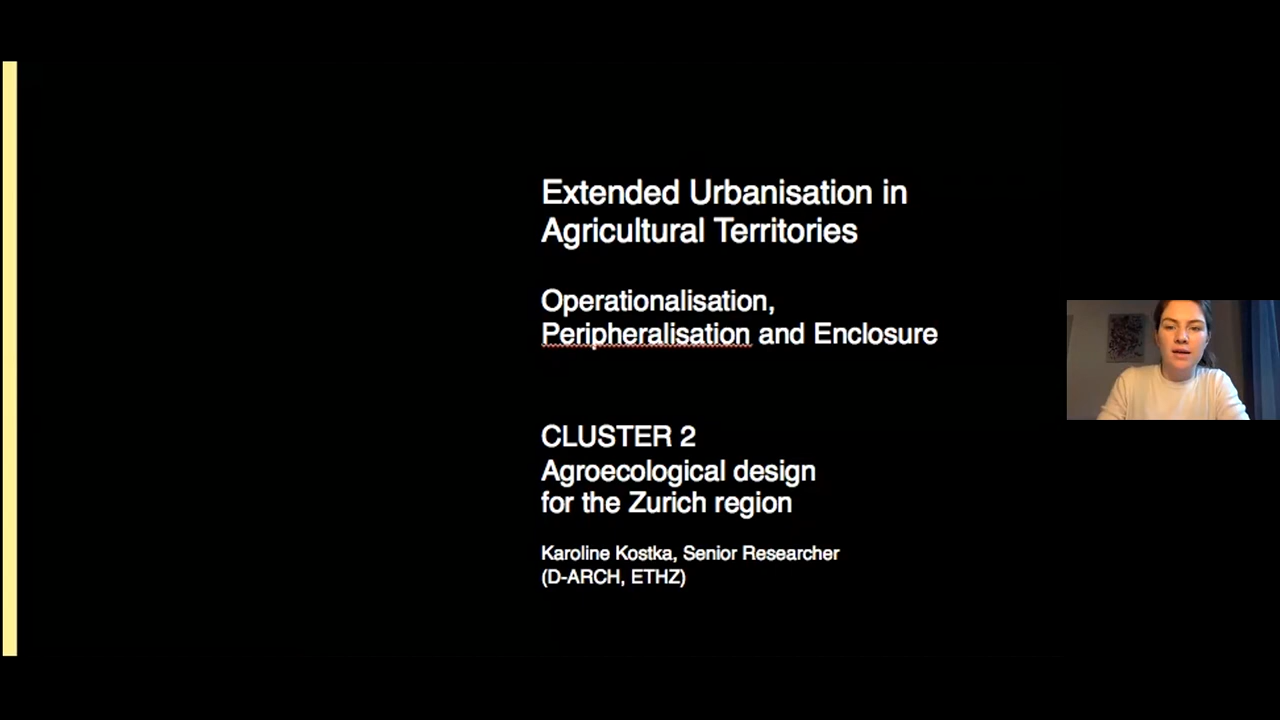 Extended Urbanisation in
Agricultural Territories
Operationalisation,
Peripheralisation and Enclosure
CLUSTER 2
Agroecological design
for the Zurich region
Karoline Kostka, Senior Researcher
(D-ARCH, ETHZ)